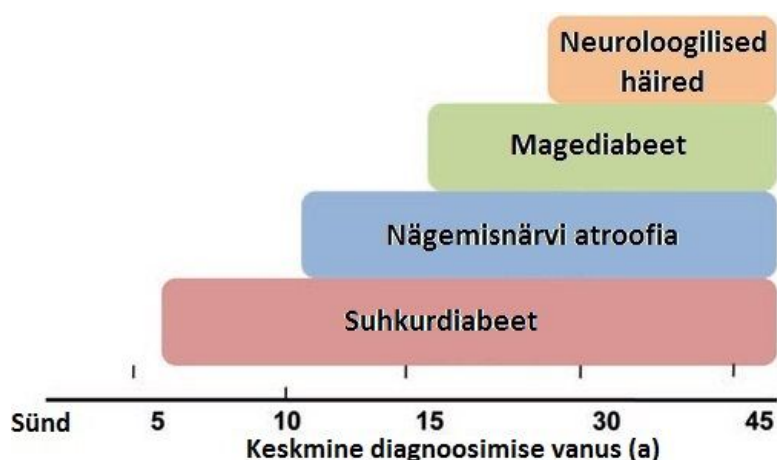 Neuroloogilised
häired
Magediabeet
Nägemisnärvi atroofia
Suhkurdiabeet
Sünd 5 10 15 30 45
Keskmine diagnoosimise vanus (a)